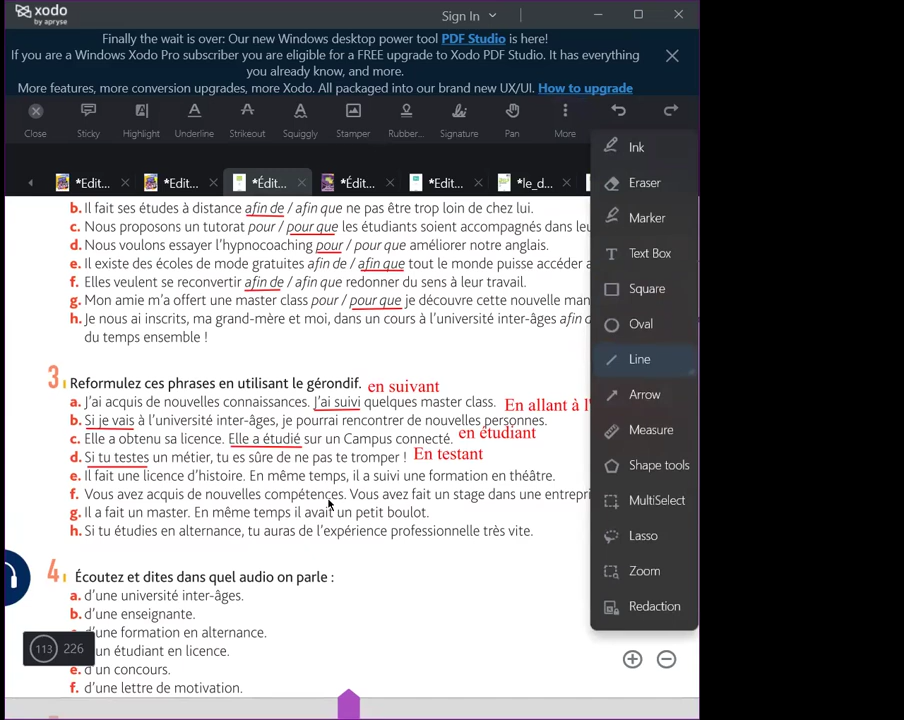 xodo
by apryse
Sign In
Finally the wait is over: Our new Windows desktop power tool PDF Studio is here!
If you are a Windows Xodo Pro subscriber you are eligible for a FREE upgrade to Xodo PDF Studio. It has everything
you already know, and more.
More features, more conversion upgrades, more Xodo. All packaged into our brand new UX/UI. How to upgrade
Close
Sticky
Highlight
Underline
Strikeout
Squiggly
Stamper
Rubber...
Signature
Pan
More
*Edit...
*Edit...
*Édit...
*Édit...
*Edit...
*le_d...
Ink
Eraser
Marker
Text Box
Square
Oval
Line
Arrow
Measure
Shape tools
MultiSelect
Lasso
Zoom
Redaction
b. Il fait ses études à distance afin de / afin que ne pas être trop loin de chez lui.
c. Nous proposons un tutorat pour / pour que les étudiants soient accompagnés dans leu
d. Nous voulons essayer l'hypnocoaching pour / pour que améliorer notre anglais.
e. Il existe des écoles de mode gratuites afin de / afin que tout le monde puisse accéder
f. Elles veulent se reconvertir afin de / afin que redonner du sens à leur travail.
g. Mon amie m'a offert une master class pour / pour que je découvre cette nouvelle man
h. Je nous ai inscrits, ma grand-mère et moi, dans un cours à l'université inter-âges afin d
du temps ensemble !
3 Reformulez ces phrases en utilisant le gérondif. en suivant
a. J'ai acquis de nouvelles connaissances. J'ai suivi quelques master class. En allant à l'
b. Si je vais à l'université inter-âges, je pourrai rencontrer de nouvelles personnes.
c. Elle a obtenu sa licence. Elle a étudié sur un Campus connecté. en étudiant
d. Si tu testes un métier, tu es sûre de ne pas te tromper ! En testant
e. Il fait une licence d'histoire. En même temps, il a suivi une formation en théâtre.
f. Vous avez acquis de nouvelles compétences. Vous avez fait un stage dans une entrepri
g. Il a fait un master. En même temps il avait un petit boulot.
h. Si tu étudies en alternance, tu auras de l'expérience professionnelle très vite.
4 Écoutez et dites dans quel audio on parle :
a. d'une université inter-âges.
b. d'une enseignante.
d'une formation en alternance.
un étudiant en licence.
e. d'un concours.
f. d'une lettre de motivation.
113 226